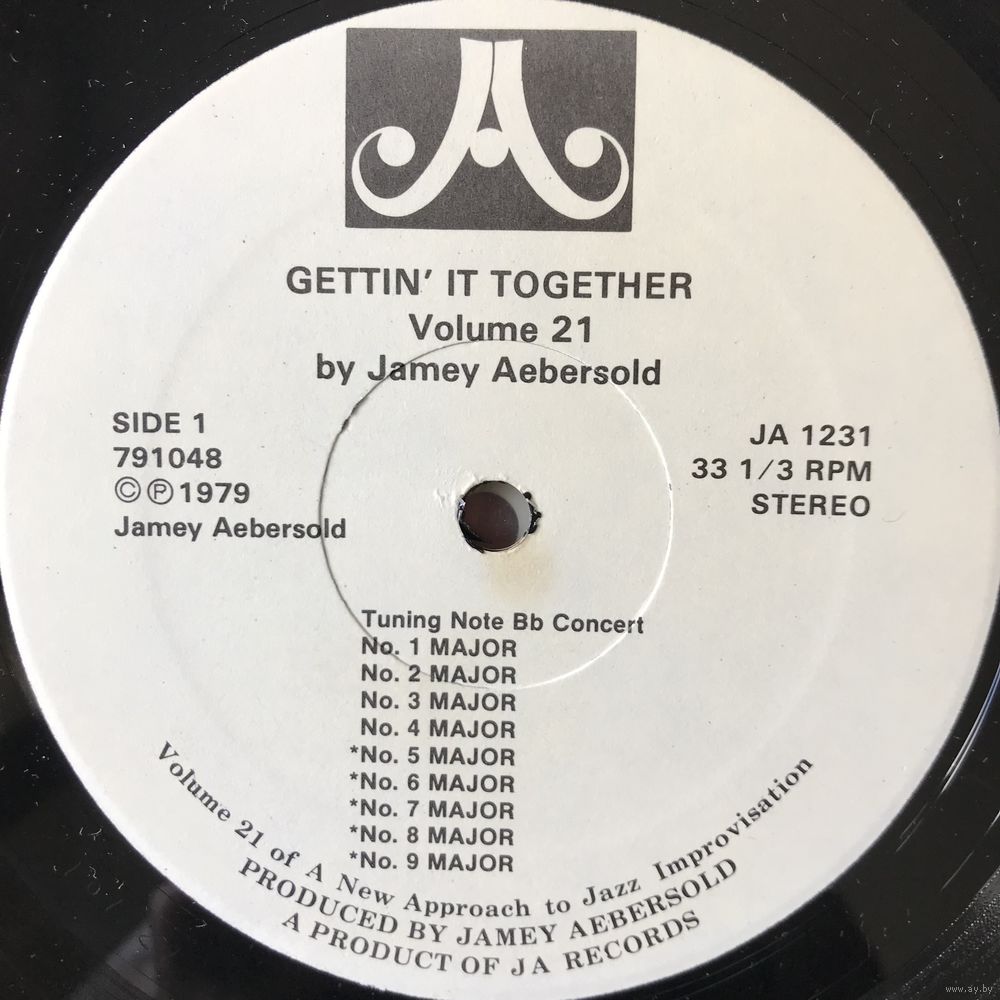 GETTIN' IT TOGETHER
Volume 21
by Jamey Aebersold
SIDE 1
791048
©℗1979
Jamey Aebersold
JA 1231
33 1/3 RPM
STEREO
Tuning Note Bb Concert
No. 1 MAJOR
No. 2 MAJOR
No. 3 MAJOR
No. 4 MAJOR
*No. 5 MAJOR
*No. 6 MAJOR
*No. 7 MAJOR
*No. 8 MAJOR
*No. 9 MAJOR
Volume 21 of A New Approach to Jazz Improvisation
PRODUCED BY JAMEY AEBERSOLD
A PRODUCT OF JA RECORDS
www.ay.by